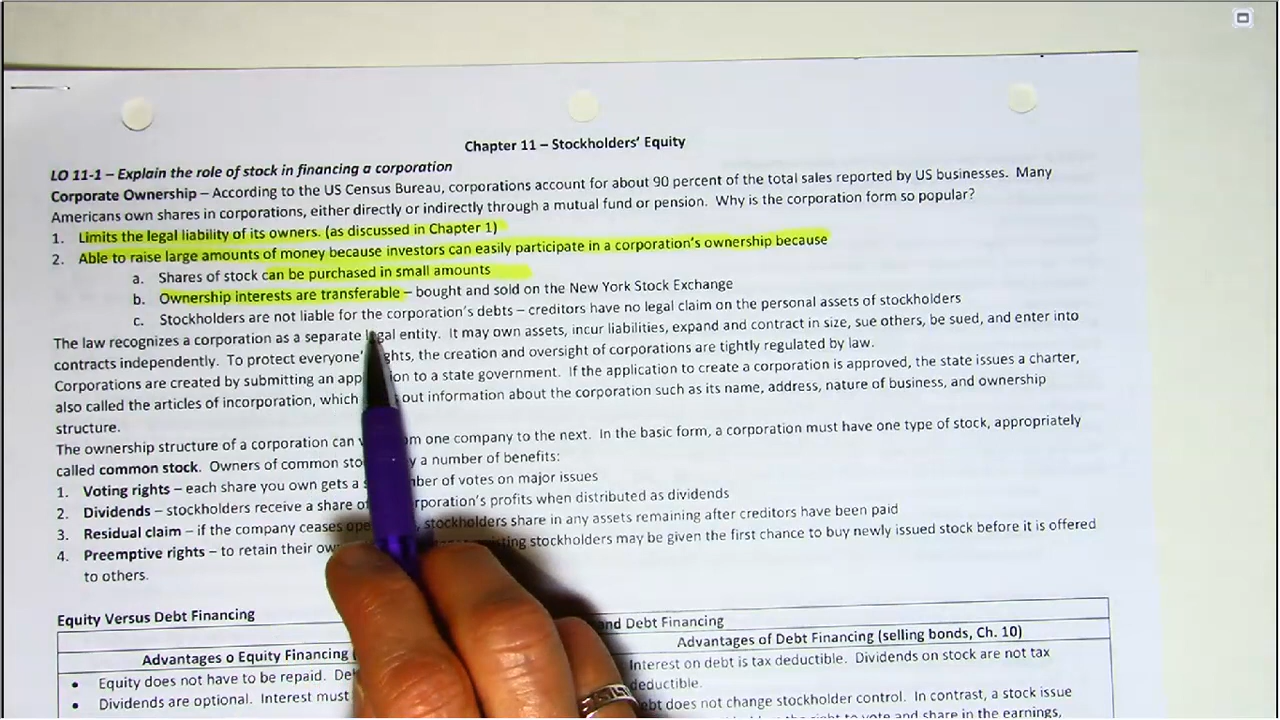 Chapter 11 – Stockholders' Equity
LO 11-1 – Explain the role of stock in financing a corporation
Corporate Ownership – According to the US Census Bureau, corporations account for about 90 percent of the total sales reported by US businesses. Many
Americans own shares in corporations, either directly or indirectly through a mutual fund or pension. Why is the corporation form so popular?
1. Limits the legal liability of its owners. (as discussed in Chapter 1)
2. Able to raise large amounts of money because investors can easily participate in a corporation's ownership because
a. Shares of stock can be purchased in small amounts
b. Ownership interests are transferable – bought and sold on the New York Stock Exchange
c. Stockholders are not liable for the corporation's debts – creditors have no legal claim on the personal assets of stockholders
The law recognizes a corporation as a separate legal entity. It may own assets, incur liabilities, expand and contract in size, sue others, be sued, and enter into
contracts independently. To protect everyone's rights, the creation and oversight of corporations are tightly regulated by law.
Corporations are created by submitting an to a state government. If the application to create a corporation is approved, the state issues a charter,
also called the articles of incorporation, which out information about the corporation such as its name, address, nature of business, and ownership
structure.
The ownership structure of a corporation can from one company to the next. In the basic form, a corporation must have one type of stock, appropriately
called common stock. Owners of common a number of benefits:
1. Voting rights – each share you own gets a of votes on major issues
2. Dividends – stockholders receive a share of corporation's profits when distributed as dividends
3. Residual claim – if the company ceases stockholders share in any assets remaining after creditors have been paid
4. Preemptive rights – to retain their existing stockholders may be given the first chance to buy newly issued stock before it is offered
to others.
Equity Versus Debt Financing
and Debt Financing
Advantages o Equity Financing
Advantages of Debt Financing (selling bonds, Ch. 10)
• Equity does not have to be repaid.
• Dividends are optional. Interest must
Interest on debt is tax deductible. Dividends on stock are not tax
deductible.
Debt does not change stockholder control. In contrast, a stock issue
the right to vote and share in the earnings,